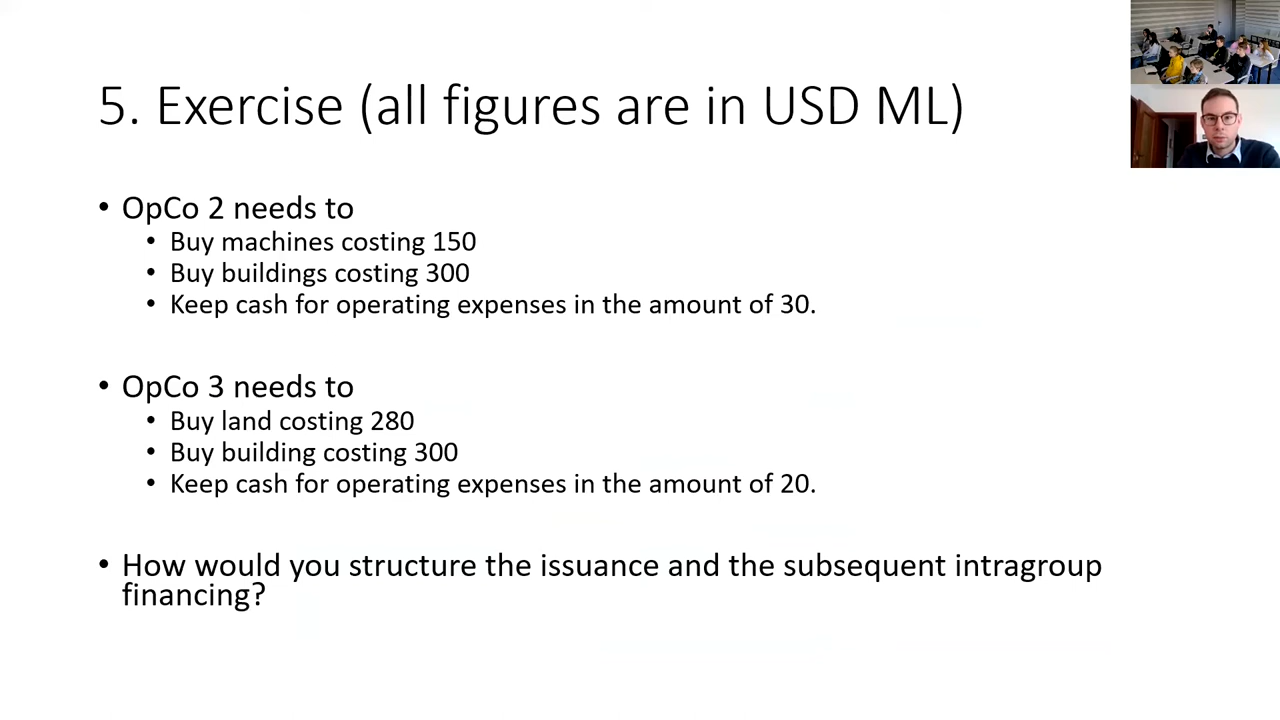 5. Exercise (all figures are in USD ML)
• OpCo 2 needs to
• Buy machines costing 150
• Buy buildings costing 300
• Keep cash for operating expenses in the amount of 30.
• OpCo 3 needs to
• Buy land costing 280
• Buy building costing 300
• Keep cash for operating expenses in the amount of 20.
• How would you structure the issuance and the subsequent intragroup
financing?